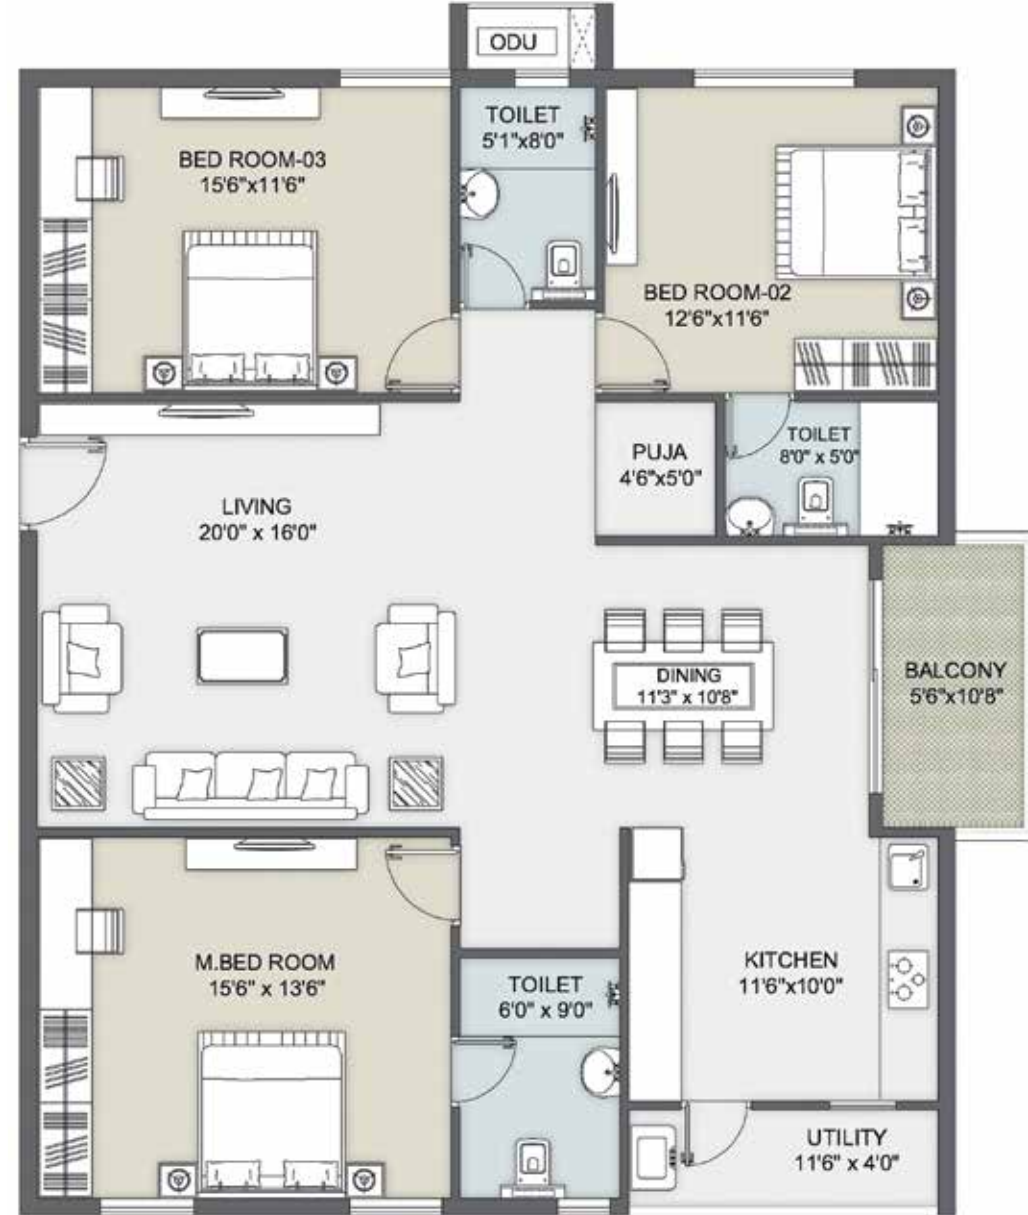 ODU
TOILET
5'1"x8'0"
BED ROOM-03
15'6"x11'6"
BED ROOM-02
12'6"x11'6"
PUJA
4'6"x5'0"
TOILET
8'0" x 5'0"
LIVING
20'0" x 16'0"
DINING
11'3" x 10'8"
BALCONY
5'6"x10'8"
M.BED ROOM
15'6" x 13'6"
TOILET
6'0" x 9'0"
KITCHEN
11'6"x10'0"
UTILITY
11'6" x 4'0"